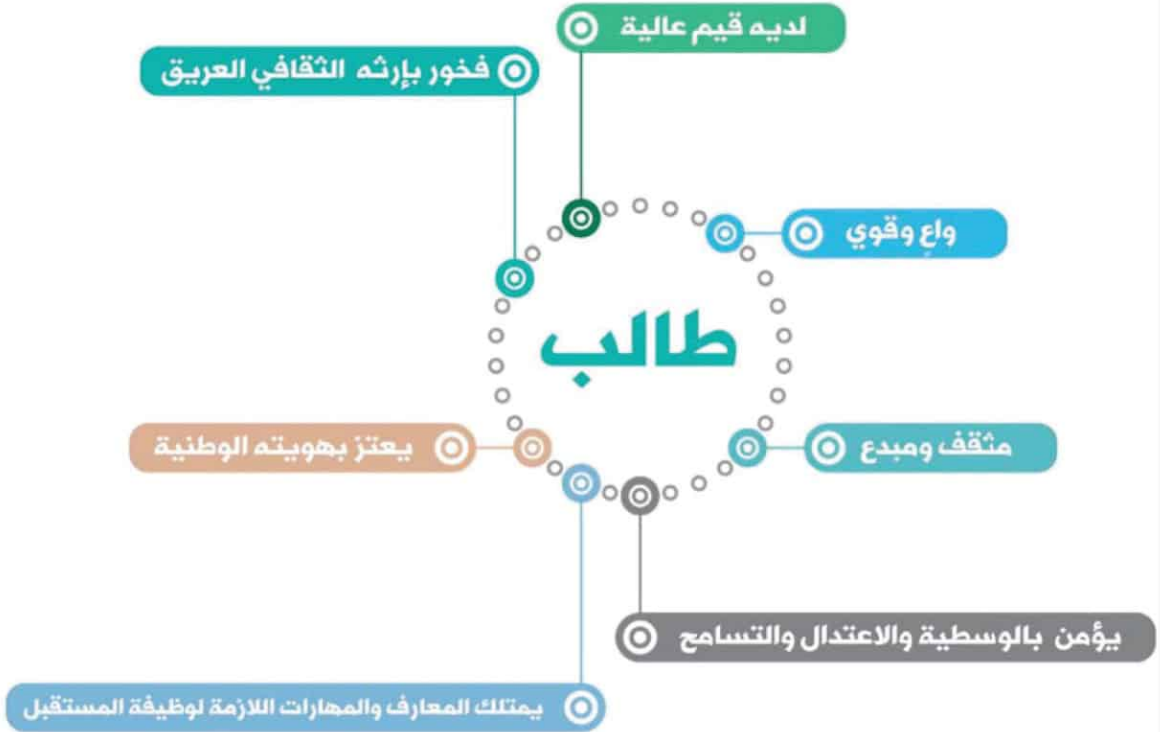 لديه قيم عالية
فخور بإرثه الثقافي العريق
واعٍ وقوي
طالب
يعتز بهويته الوطنية
مثقف ومبدع
يؤمن بالوسطية والاعتدال والتسامح
يمتلك المعارف والمهارات اللازمة لوظيفة المستقبل